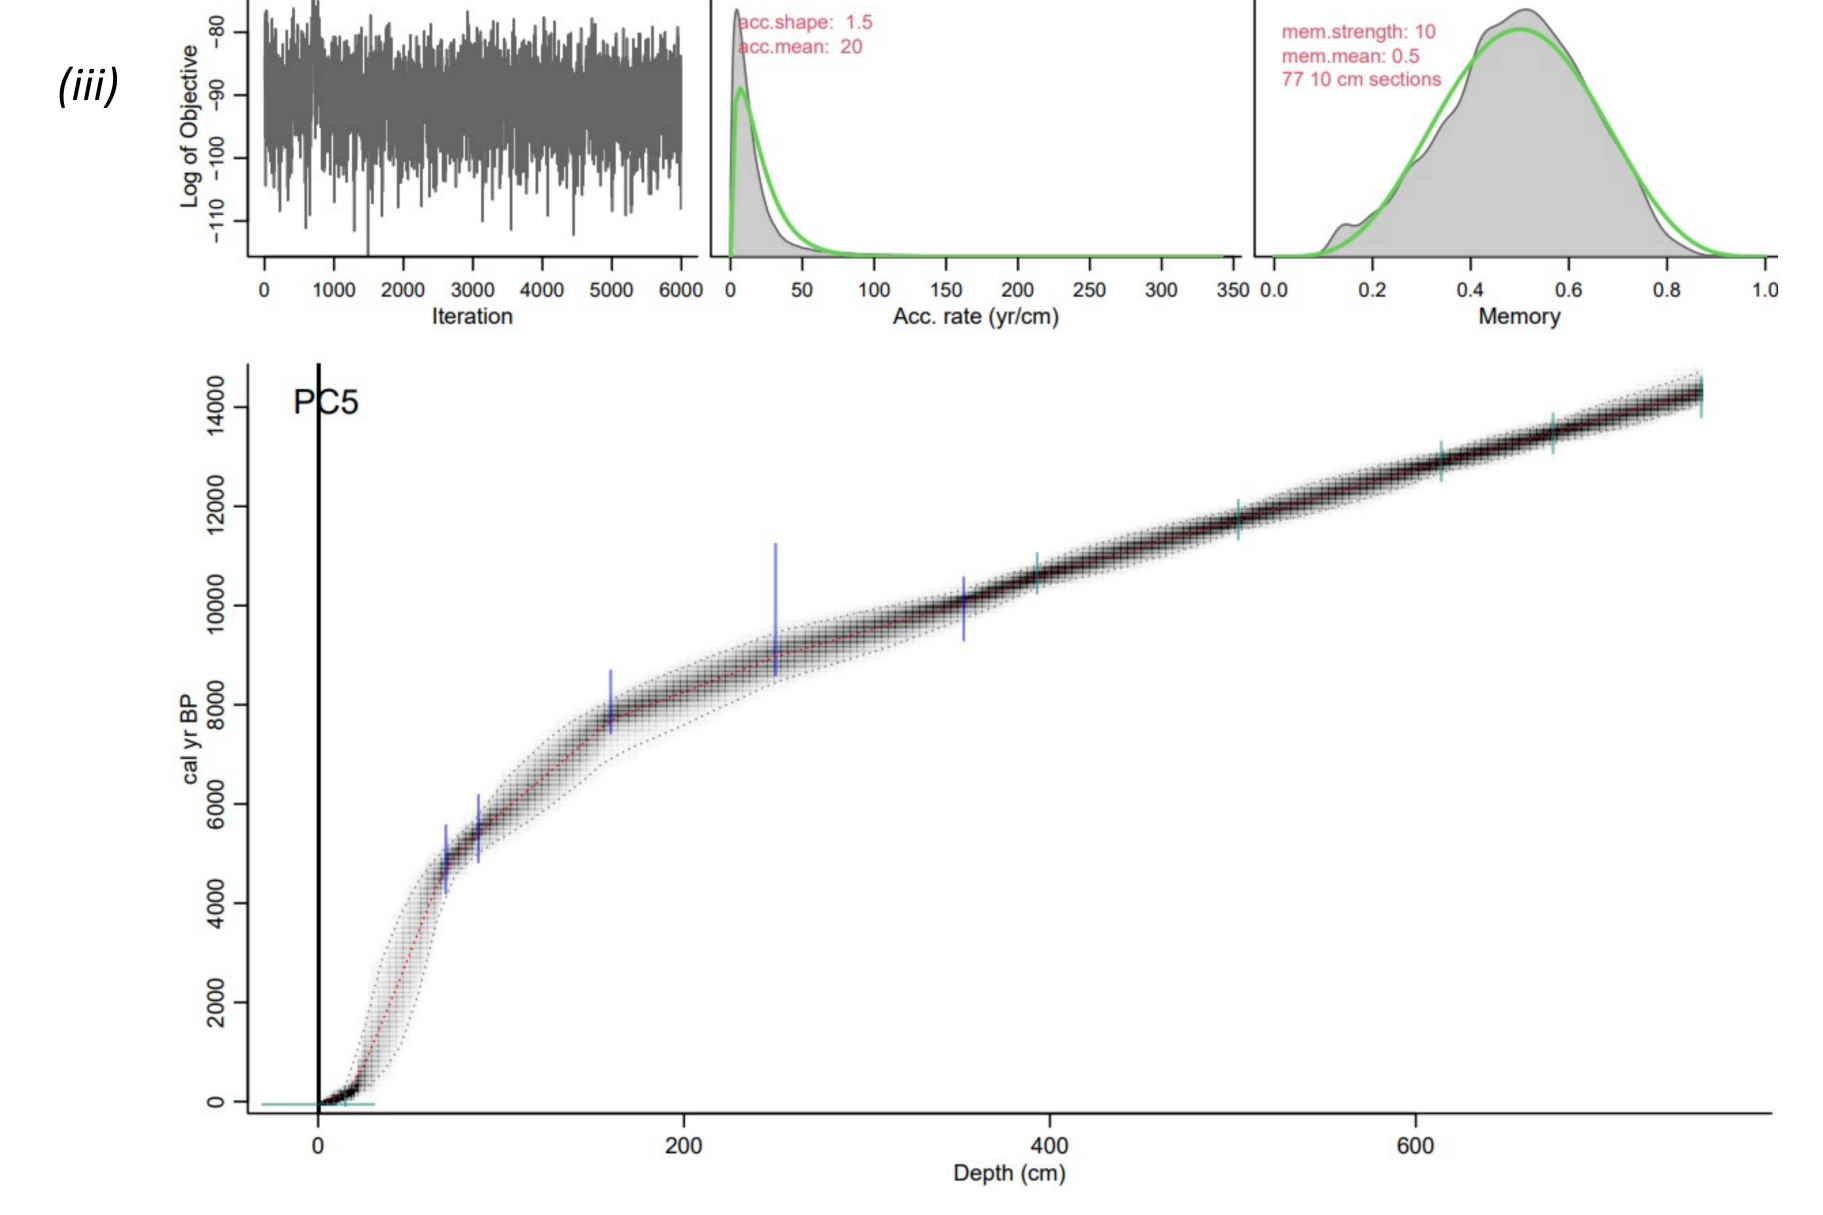 (iii)
Log of Objective
-80
-90
-100
-110
0 1000 2000 3000 4000 5000 6000
Iteration
acc.shape: 1.5
acc.mean: 20
0 50 100 150 200 250 300 350
Acc. rate (yr/cm)
mem.strength: 10
mem.mean: 0.5
77 10 cm sections
0.0 0.2 0.4 0.6 0.8 1.0
Memory
PC5
cal yr BP
14000
12000
10000
8000
6000
4000
2000
0
0 200 400 600
Depth (cm)